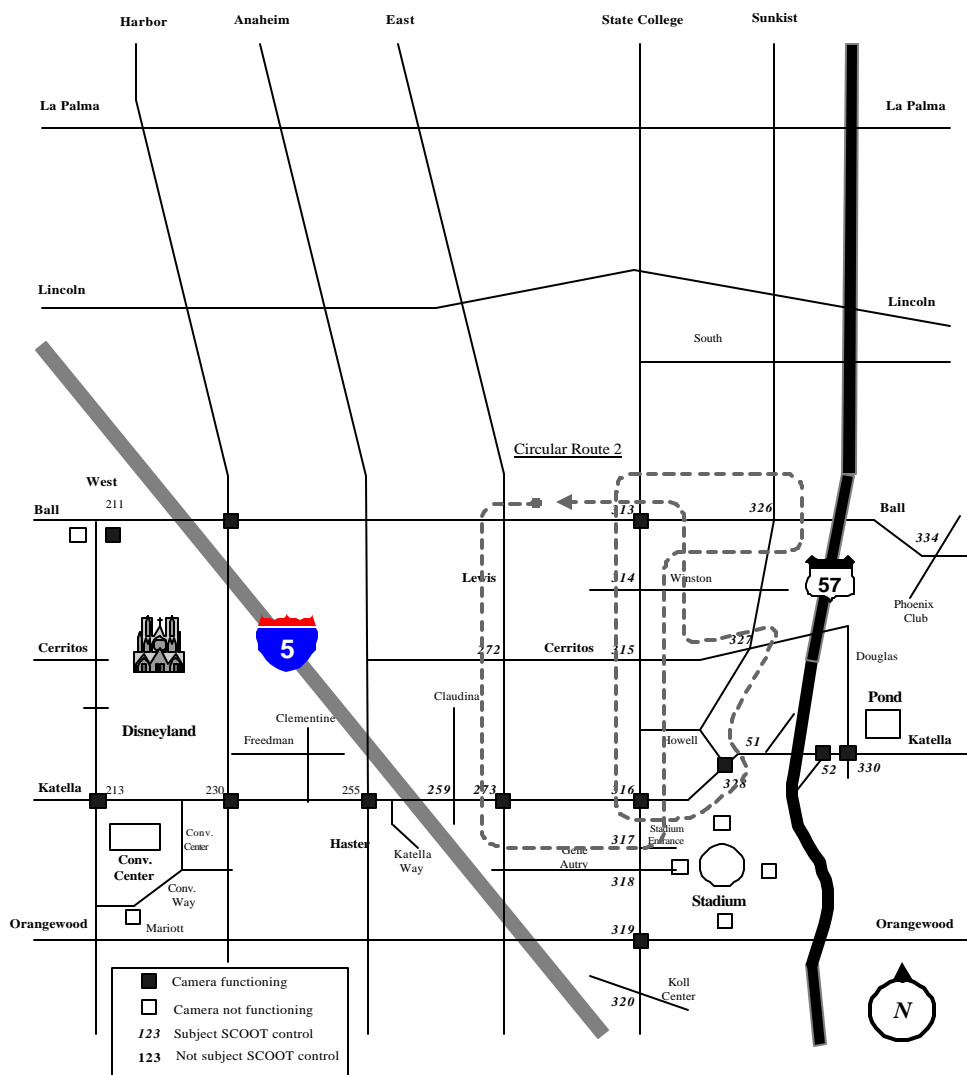 Harbor
Anaheim
East
State College
Sunkist
La Palma
La Palma
Lincoln
Lincoln
South
Circular Route 2
West
211
Ball
313
326
Ball
334
Lewis
314
Winston
57
Phoenix
Club
5
Cerritos
272
Cerritos
315
327
Douglas
Claudina
Pond
Disneyland
Clementine
Freedman
Howell
51
Katella
52
330
328
Katella
213
230
255
259
273
316
Conv.
Center
Haster
Katella
Way
317
Stadium
Entrance
Gene
Autry
Conv.
Center
318
Conv.
Way
Stadium
Mariott
Orangewood
319
Orangewood
Koll
Center
320
Camera functioning
Camera not functioning
123 Subject SCOOT control
123 Not subject SCOOT control
N